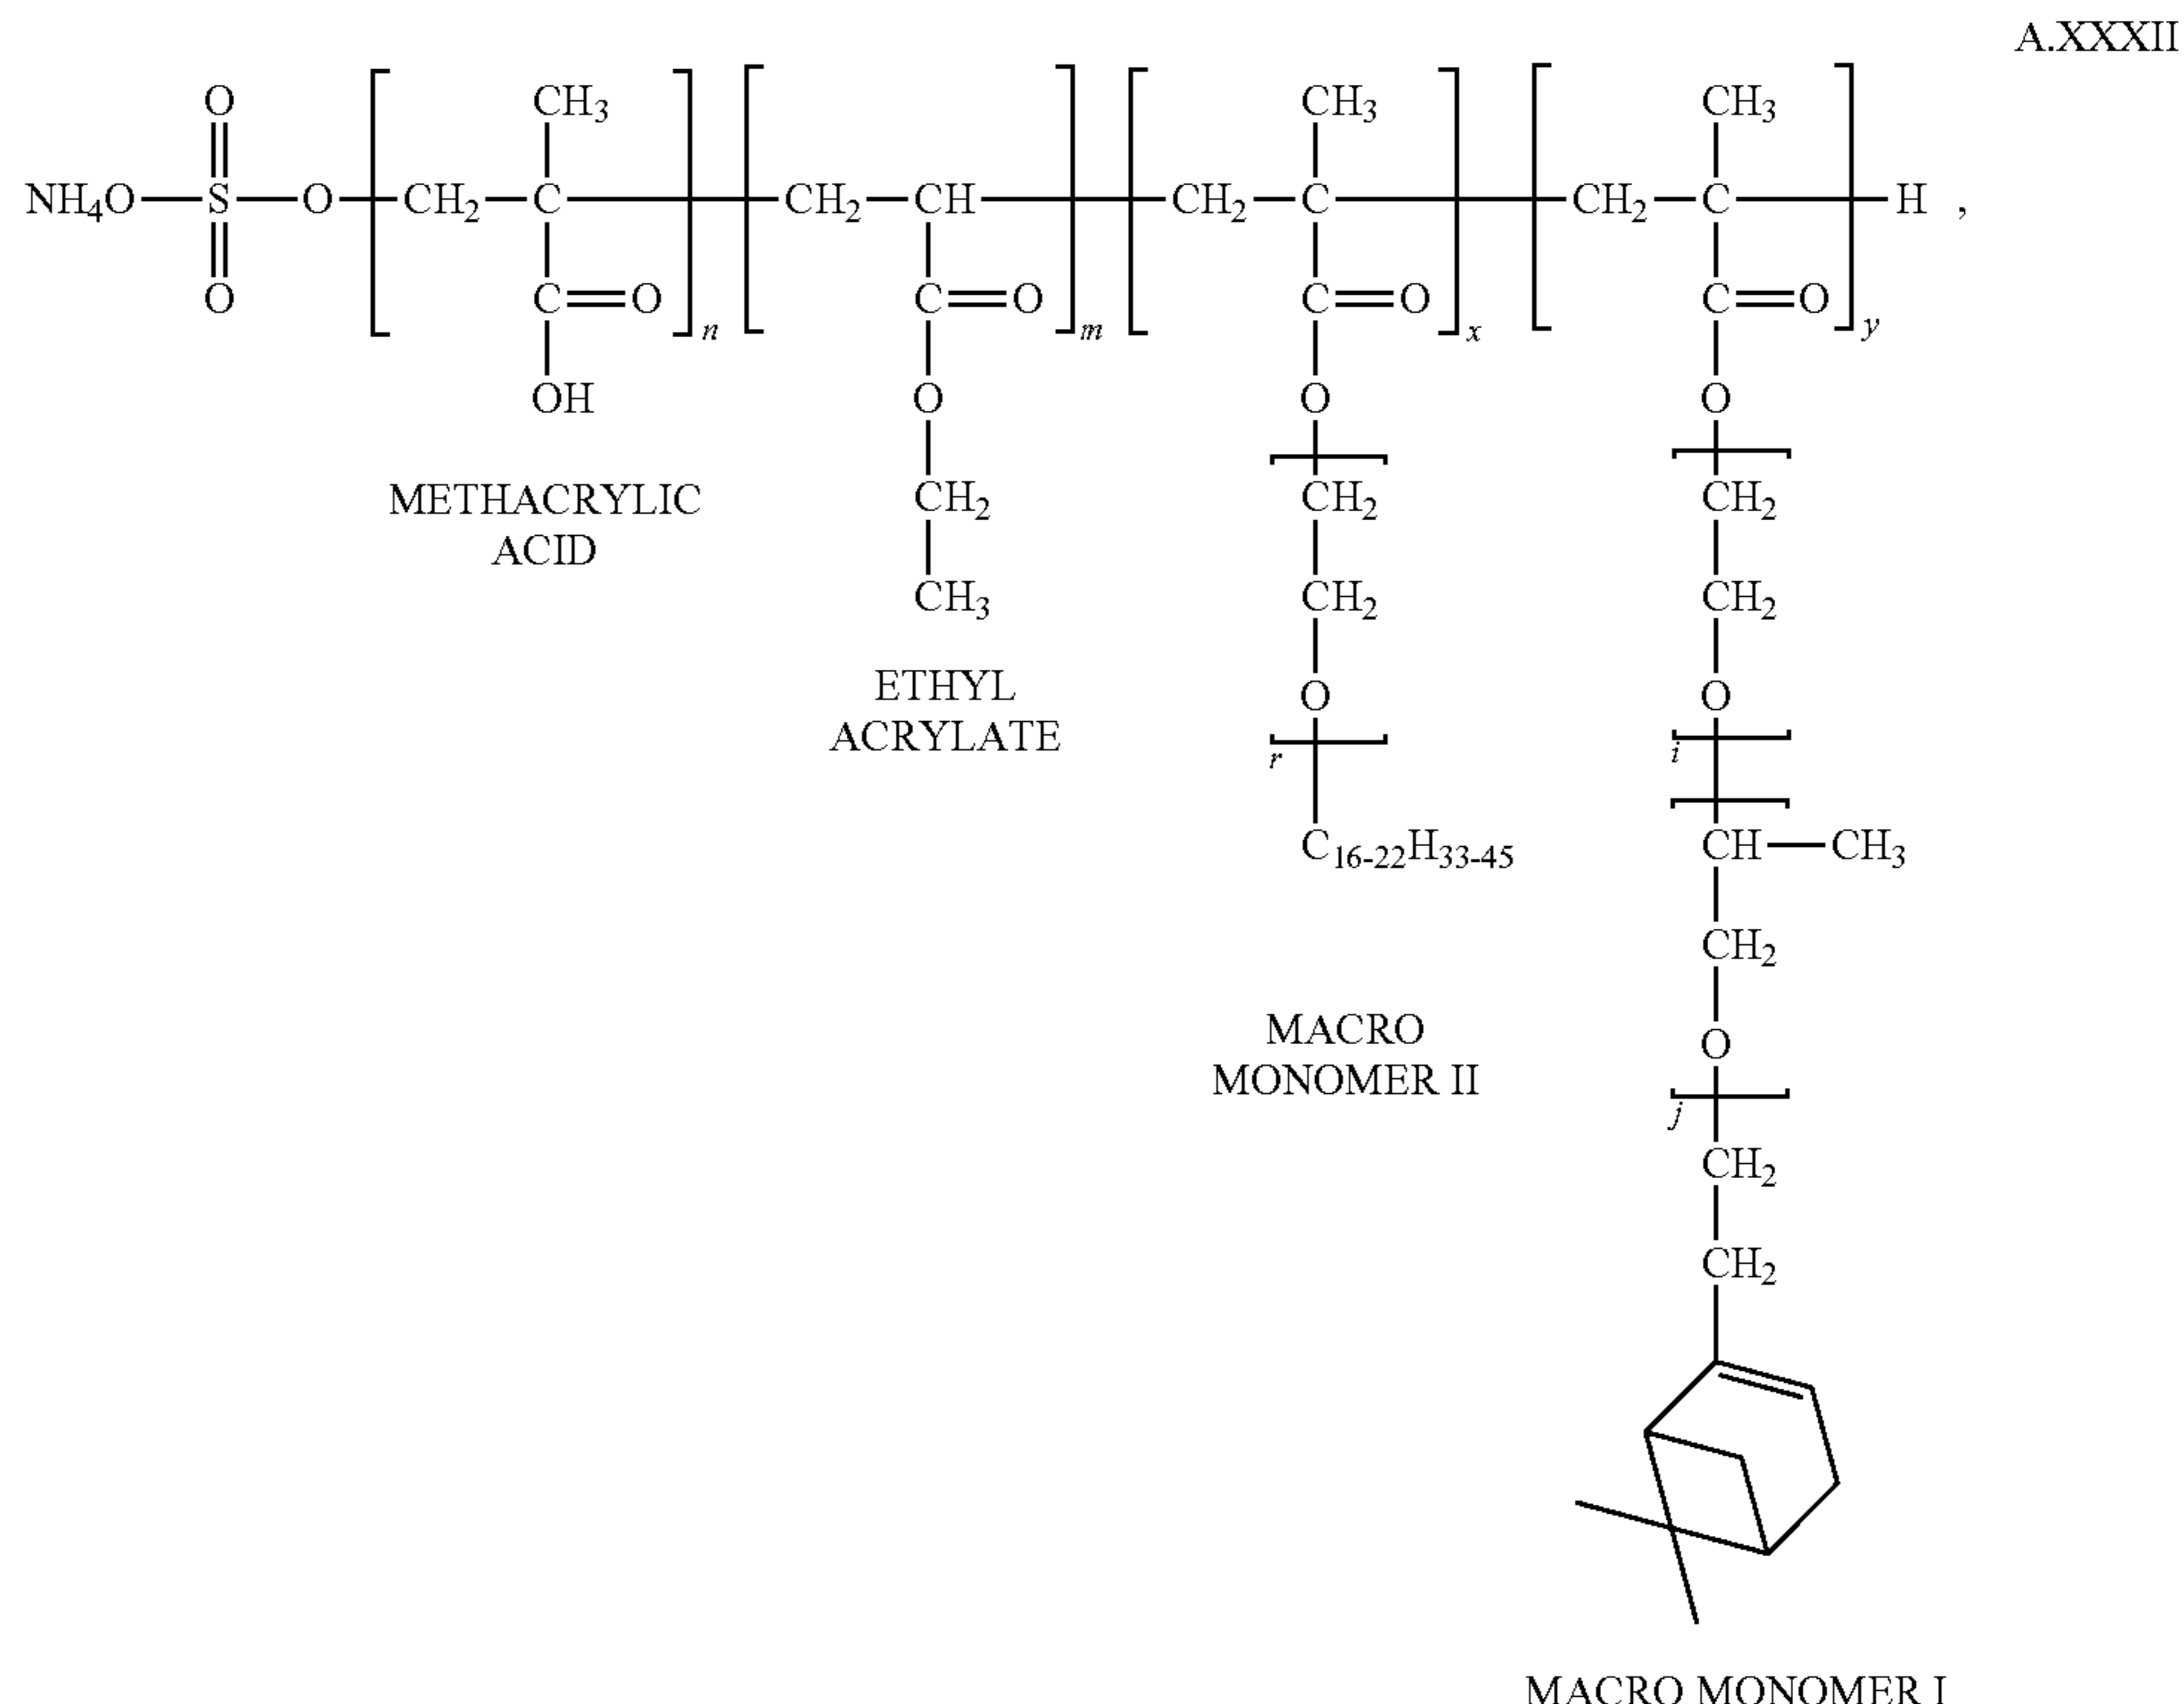 A.XXXII
O CH₃ CH₃ CH₃
NH₄O—S—O—[CH₂—C]—[CH₂—CH]—[CH₂—C]—[CH₂—C]—H ,
O C=O C=O C=O C=O
n m x y
OH O O O
METHACRYLIC
ACID
CH₂ CH₂ CH₂
CH₃ CH₂ CH₂
ETHYL
ACRYLATE
O O
r i
C₁₆₋₂₂H₃₃₋₄₅ CH—CH₃
CH₂
MACRO
MONOMER II
O
j
CH₂
CH₂
MACRO MONOMER I